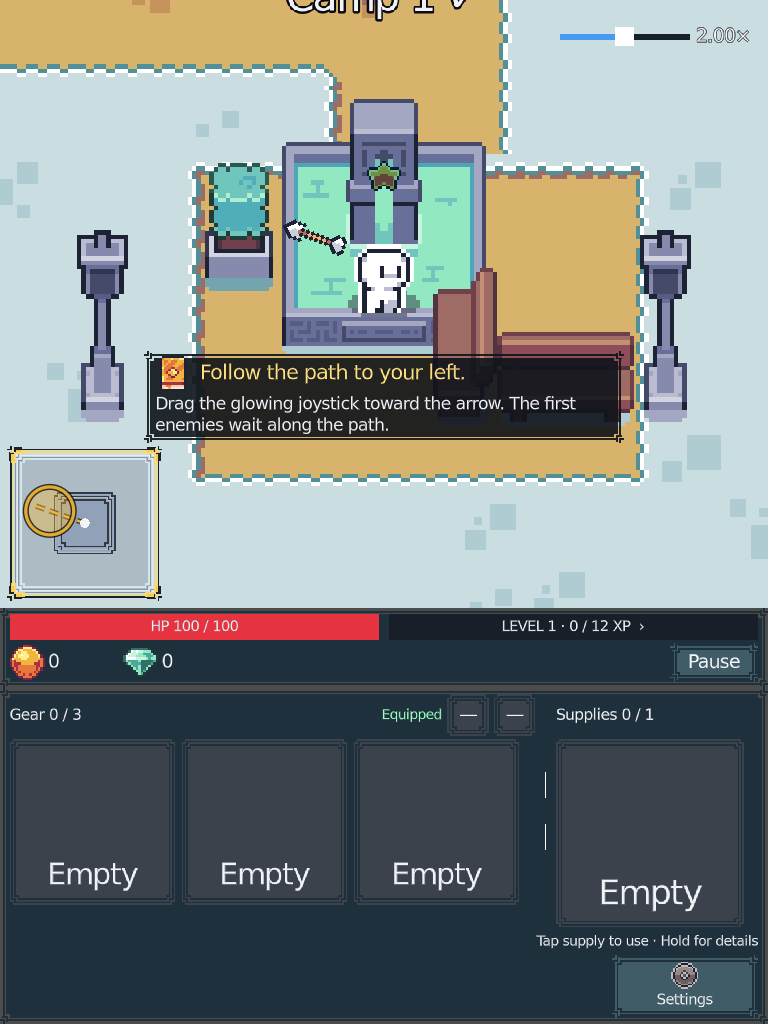 Camp 1 ✓
2.00×
Follow the path to your left.
Drag the glowing joystick toward the arrow. The first
enemies wait along the path.
HP 100 / 100
LEVEL 1 · 0 / 12 XP ›
0
0
Pause
Gear 0 / 3
Equipped
—
—
Supplies 0 / 1
Empty
Empty
Empty
Empty
Tap supply to use · Hold for details
Settings